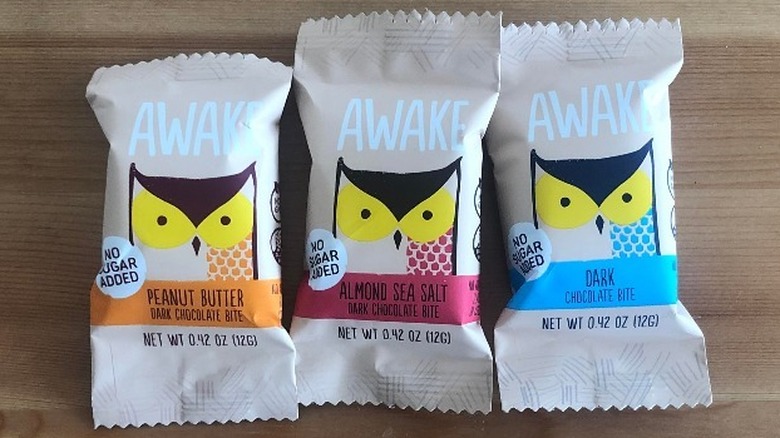 AWAKE
NO
SUGAR
ADDED
PEANUT BUTTER
DARK CHOCOLATE BITE
NET WT 0.42 OZ (12G)
AWAKE
NO
SUGAR
ADDED
ALMOND SEA SALT
DARK CHOCOLATE BITE
NET WT 0.42 OZ (12G)
AWAKE
NO
SUGAR
ADDED
DARK
CHOCOLATE BITE
NET WT 0.42 OZ (12G)